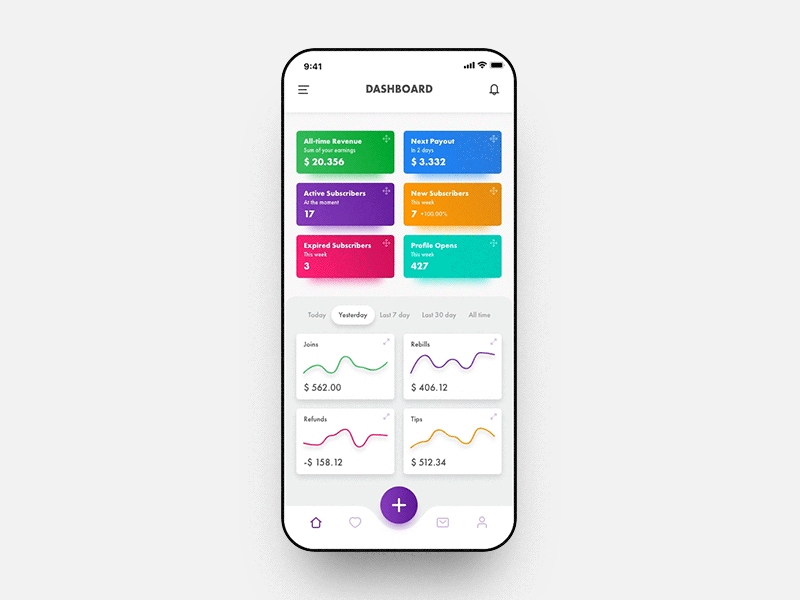 9:41
DASHBOARD
All-time Revenue
Sum of your earnings
$ 20.356
Next Payout
In 2 days
$ 3.332
Active Subscribers
At the moment
17
New Subscribers
This week
7 +100.00%
Expired Subscribers
This week
3
Profile Opens
This week
427
Today Yesterday Last 7 day Last 30 day All time
Joins
$ 562.00
Rebills
$ 406.12
Refunds
-$ 158.12
Tips
$ 512.34